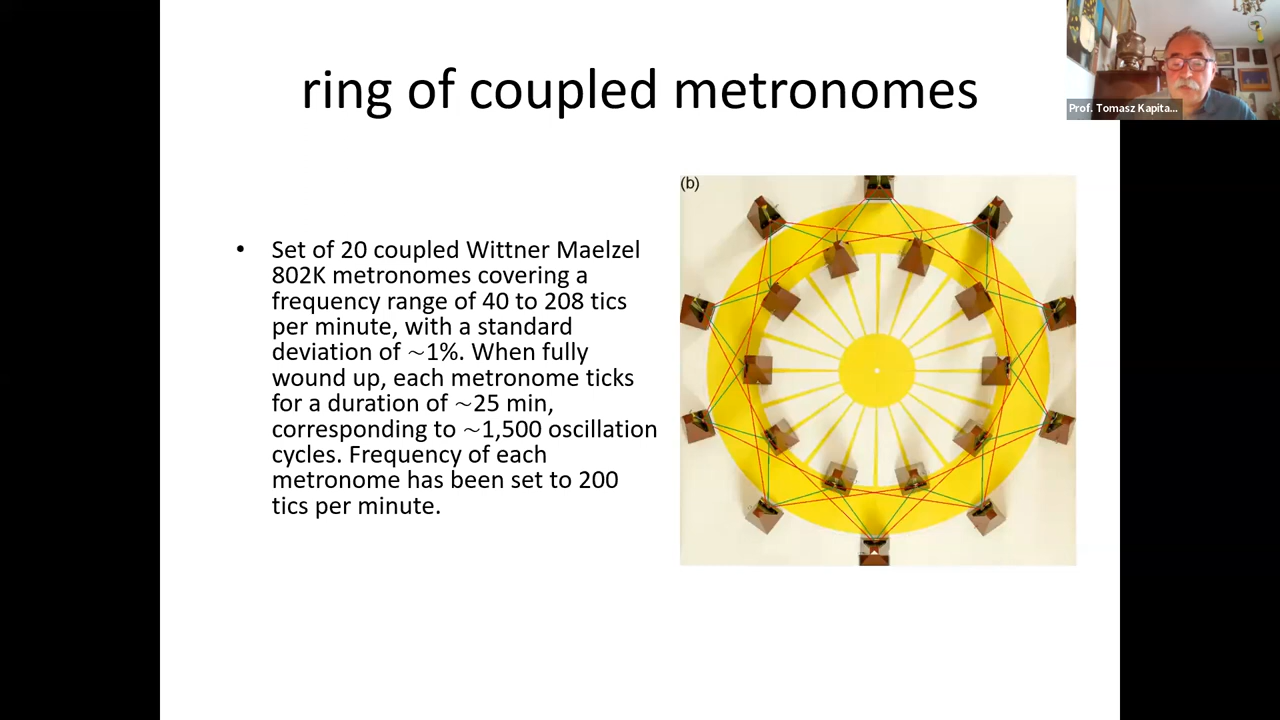 ring of coupled metronomes
Prof. Tomasz Kapita...
(b)
• Set of 20 coupled Wittner Maelzel
802K metronomes covering a
frequency range of 40 to 208 tics
per minute, with a standard
deviation of ~1%. When fully
wound up, each metronome ticks
for a duration of ~25 min,
corresponding to ~1,500 oscillation
cycles. Frequency of each
metronome has been set to 200
tics per minute.